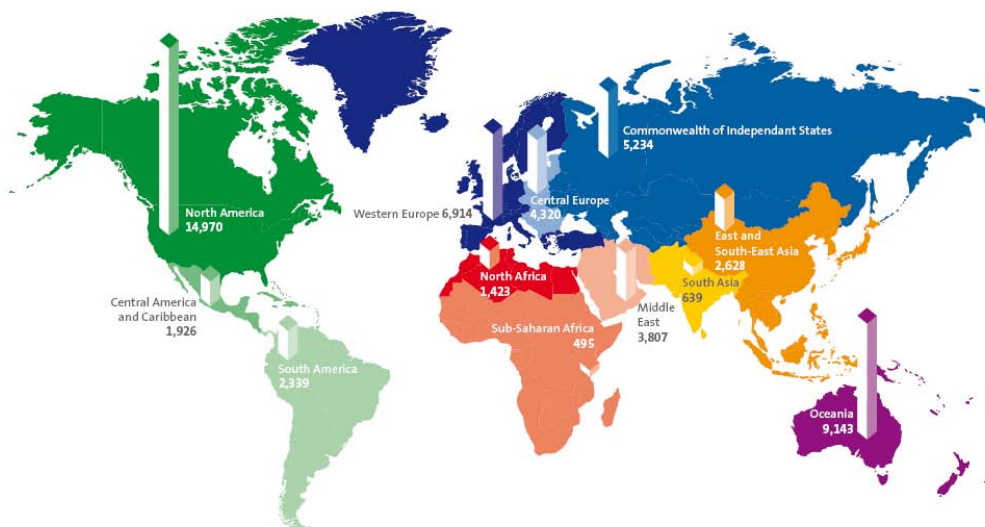 North America
14,970
Central America
and Caribbean
1,926
South America
2,339
Western Europe 6,914
Central Europe
4,320
Commonwealth of Independant States
5,234
North Africa
1,423
Sub-Saharan Africa
495
Middle
East
3,807
South Asia
639
East and
South-East Asia
2,628
Oceania
9,143